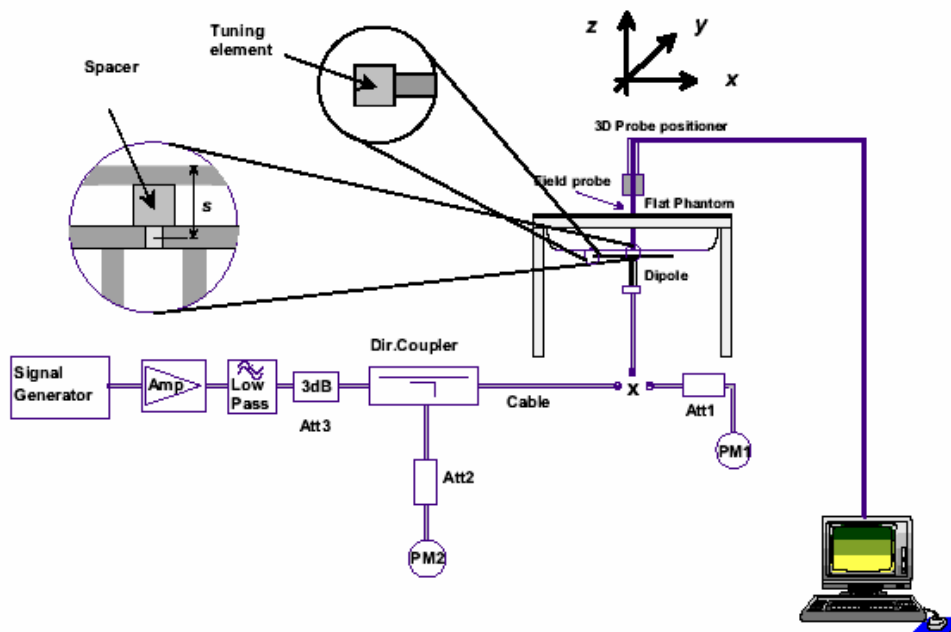 Tuning
element
z
y
x
Spacer
3D Probe positioner
Field probe
s
Flat Phantom
Dipole
Dir.Coupler
Signal
Generator
Amp
Low
Pass
3dB
Att3
Cable
x
Att1
PM1
Att2
PM2